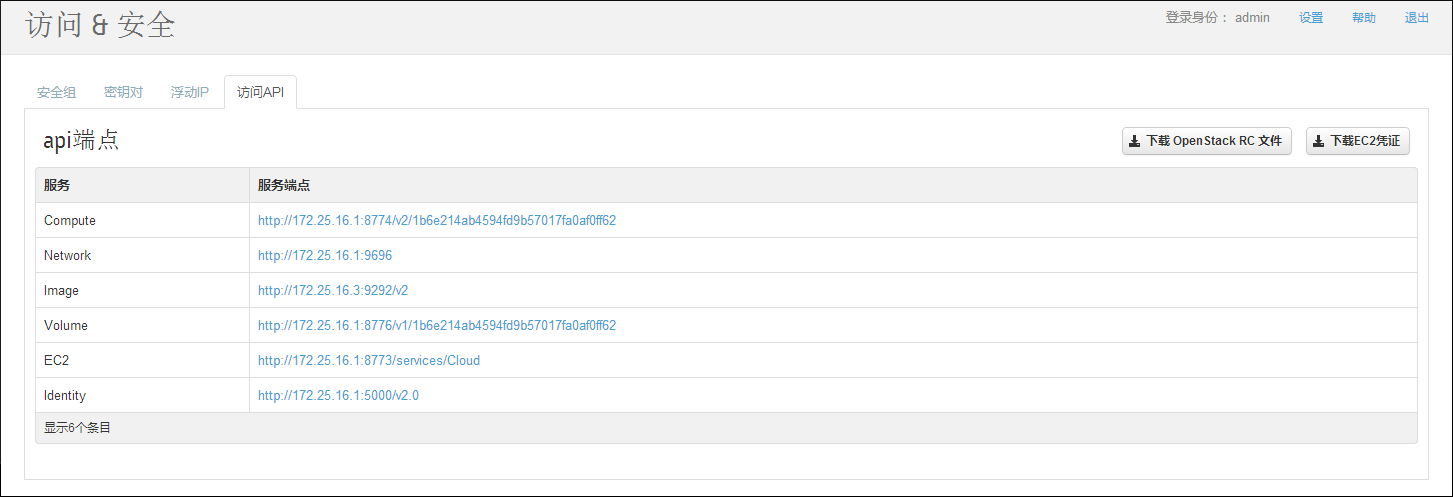 访问 & 安全
登录身份： admin 设置 帮助 退出
安全组 密钥对 浮动IP 访问API
api端点
下载 OpenStack RC 文件 下载EC2凭证
服务 服务端点
Compute http://172.25.16.1:8774/v2/1b6e214ab4594fd9b57017fa0af0ff62
Network http://172.25.16.1:9696
Image http://172.25.16.3:9292/v2
Volume http://172.25.16.1:8776/v1/1b6e214ab4594fd9b57017fa0af0ff62
EC2 http://172.25.16.1:8773/services/Cloud
Identity http://172.25.16.1:5000/v2.0
显示6个条目